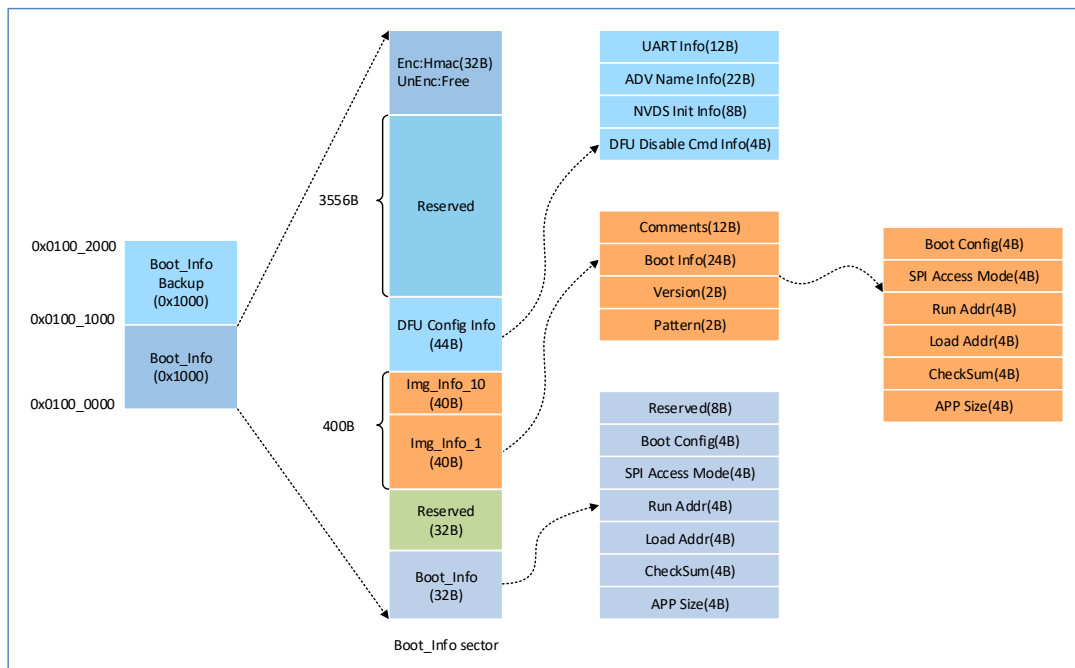 0x0100_2000
0x0100_1000
0x0100_0000
Boot_Info
Backup
(0x1000)
Boot_Info
(0x1000)
Enc:Hmac(32B)
UnEnc:Free
3556B
Reserved
DFU Config Info
(44B)
400B
Img_Info_10
(40B)
Img_Info_1
(40B)
Reserved
(32B)
Boot_Info
(32B)
Boot_Info sector
UART Info(12B)
ADV Name Info(22B)
NVDS Init Info(8B)
DFU Disable Cmd Info(4B)
Comments(12B)
Boot Info(24B)
Version(2B)
Pattern(2B)
Reserved(8B)
Boot Config(4B)
SPI Access Mode(4B)
Run Addr(4B)
Load Addr(4B)
CheckSum(4B)
APP Size(4B)
Boot Config(4B)
SPI Access Mode(4B)
Run Addr(4B)
Load Addr(4B)
CheckSum(4B)
APP Size(4B)